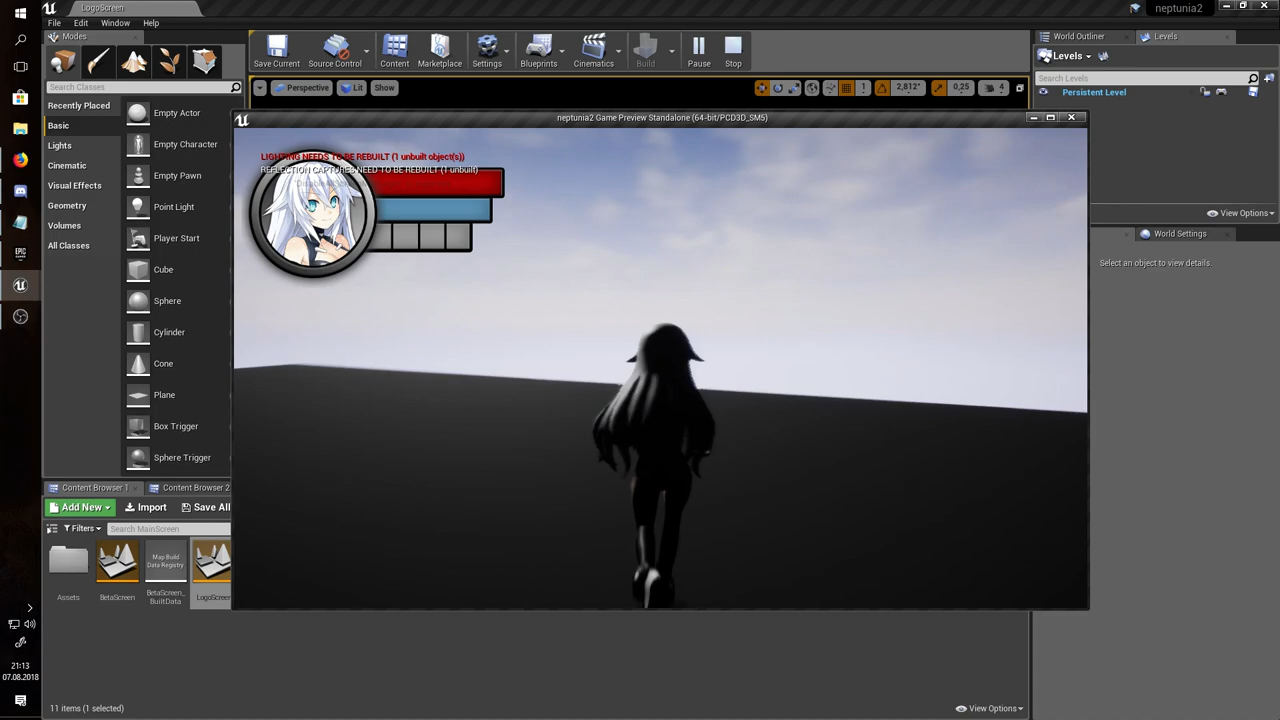 LogoScreen
neptunia2
File Edit Window Help
Modes
Search Classes
Recently Placed
Basic
Lights
Cinematic
Visual Effects
Geometry
Volumes
All Classes
Empty Actor
Empty Character
Empty Pawn
Point Light
Player Start
Cube
Sphere
Cylinder
Cone
Plane
Box Trigger
Sphere Trigger
Save Current
Source Control
Content
Marketplace
Settings
Blueprints
Cinematics
Build
Pause
Stop
Perspective
Lit
Show
1
2,812°
0,25
4
neptunia2 Game Preview Standalone (64-bit/PCD3D_SM5)
LIGHTING NEEDS TO BE REBUILT (1 unbuilt object(s))
REFLECTION CAPTURES NEED TO BE REBUILT (1 unbuilt)
World Outliner
Levels
Levels
Search Levels
Persistent Level
View Options
World Settings
Select an object to view details.
Content Browser 1
Content Browser 2
Add New
Import
Save All
Filters
Search MainScreen
Assets
BetaScreen
Map Build
Data Registry
BetaScreen_
BuiltData
LogoScreen
11 items (1 selected)
View Options
EPIC
GAMES
21:13
07.08.2018